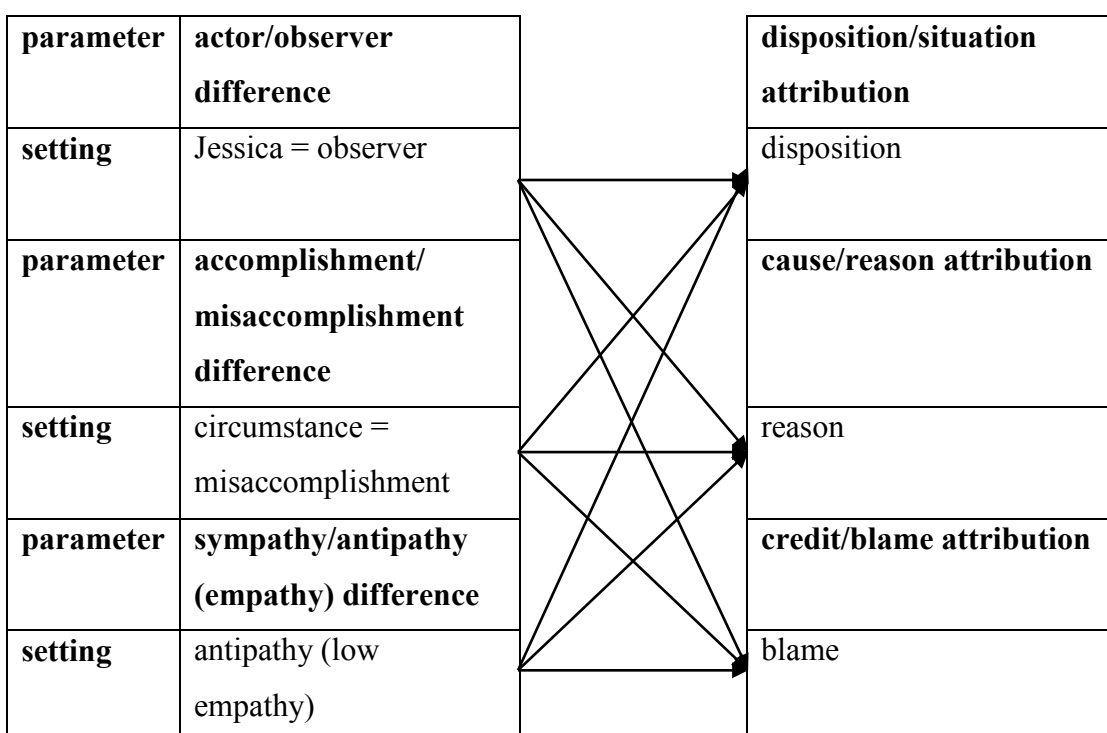 parameter actor/observer disposition/situation
difference attribution
setting Jessica = observer disposition
parameter accomplishment/ cause/reason attribution
misaccomplishment
difference
setting circumstance = reason
misaccomplishment
parameter sympathy/antipathy credit/blame attribution
(empathy) difference
setting antipathy (low blame
empathy)